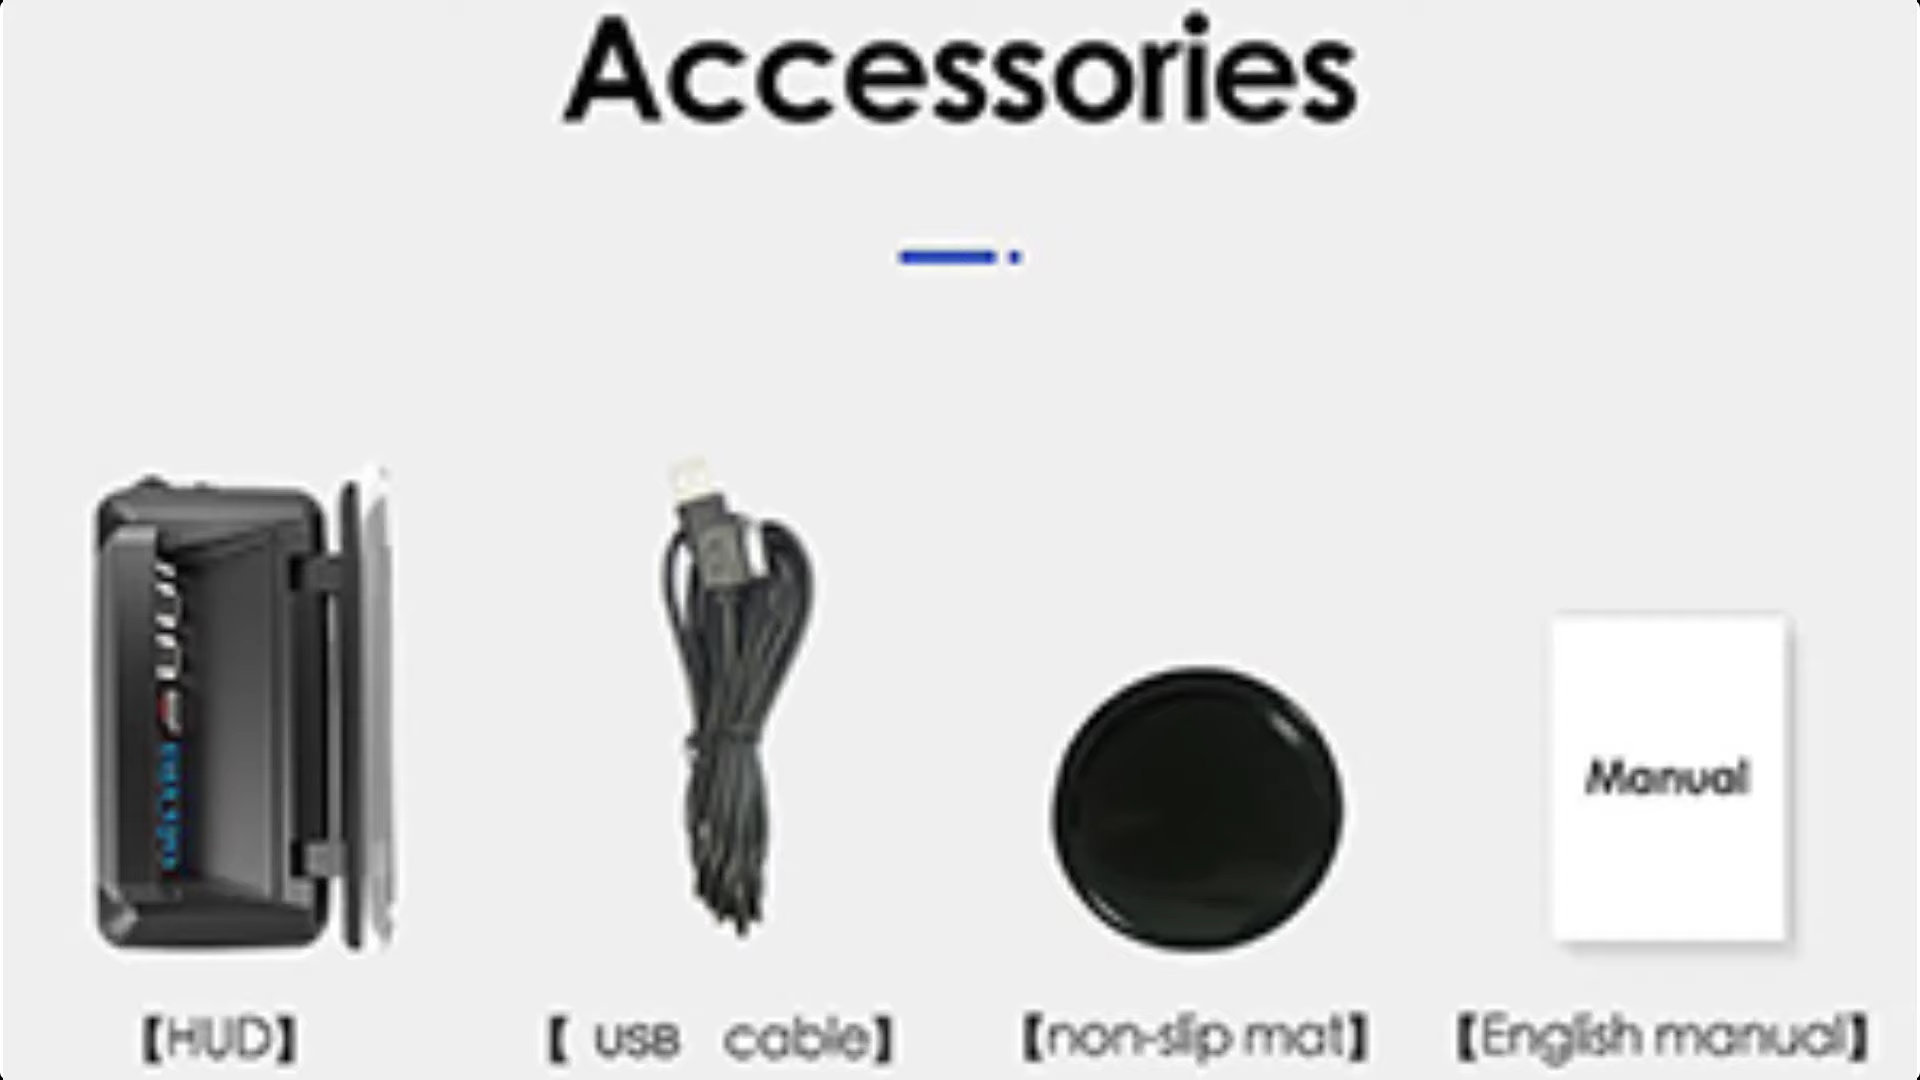 Accessories
Manual
【HUD】
【 USB cable】
【non-slip mat】
【English manual】